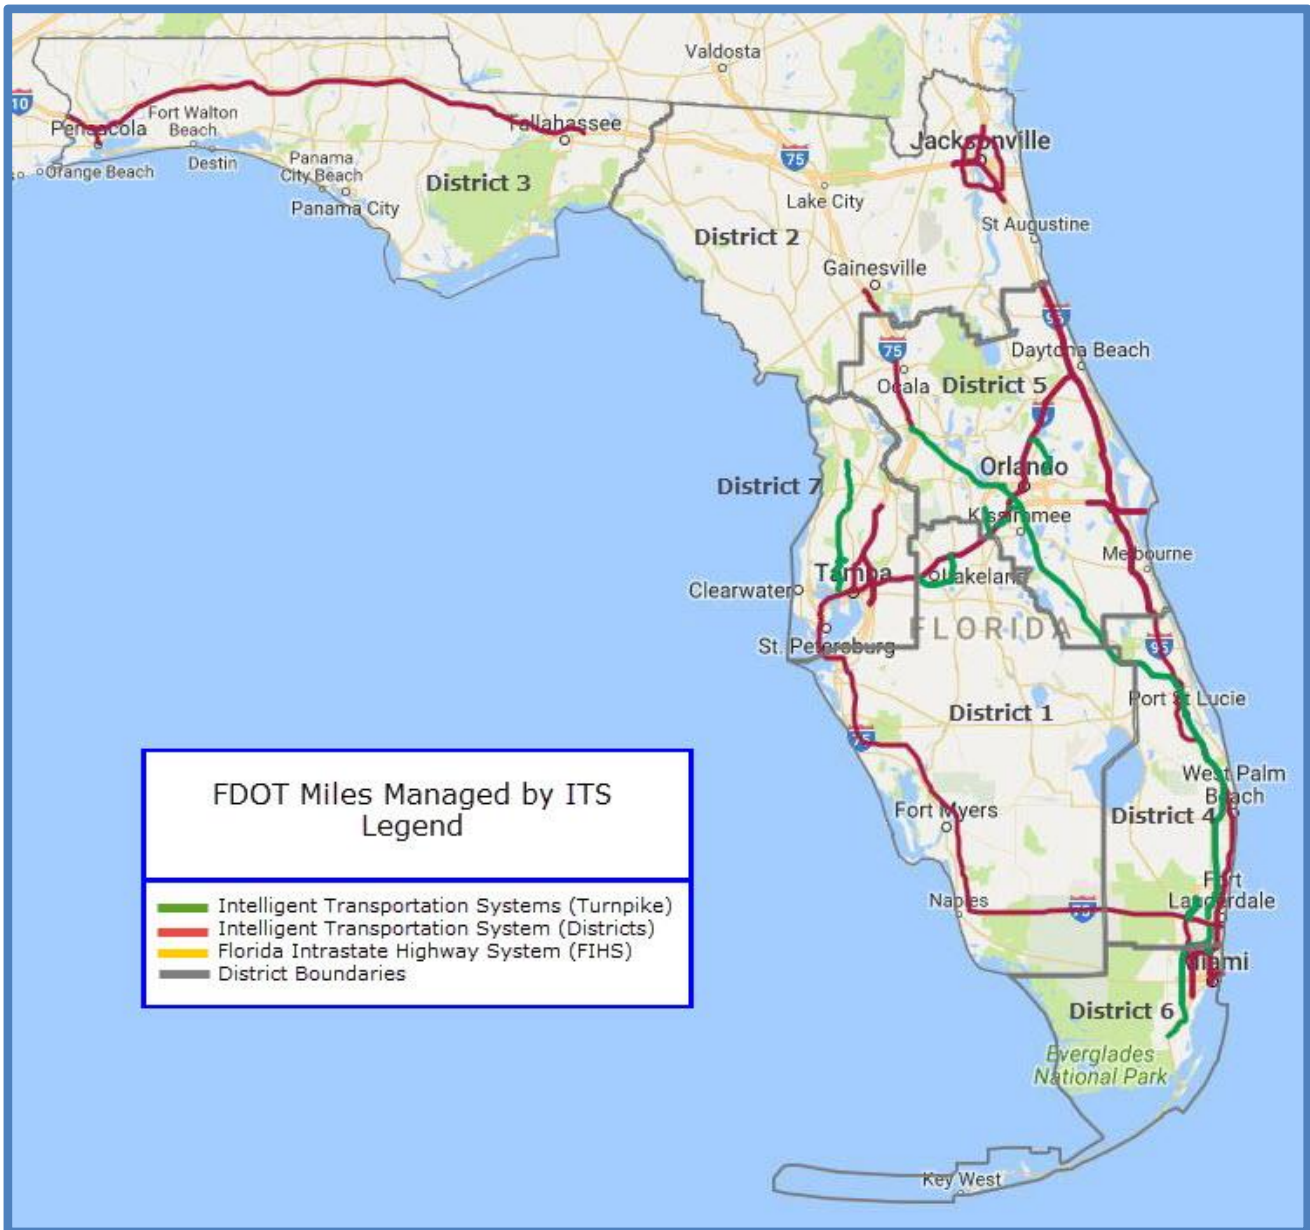 Valdosta
10
Fort Walton
Beach
Pensacola
Tallahassee
Jacksonville
75
Orange Beach
Destin
Panama
City Beach
District 3
Lake City
Panama City
St Augustine
District 2
Gainesville
95
75
Daytona Beach
Ocala
District 5
Orlando
District 7
Kissimmee
Melbourne
Tampa
Lakeland
Clearwater
FLORIDA
St. Petersburg
95
Port St Lucie
District 1
75
West Palm
Beach
Fort Myers
District 4
Fort
Lauderdale
Naples
75
Miami
District 6
Everglades
National Park
Key West
FDOT Miles Managed by ITS
Legend
Intelligent Transportation Systems (Turnpike)
Intelligent Transportation System (Districts)
Florida Intrastate Highway System (FIHS)
District Boundaries